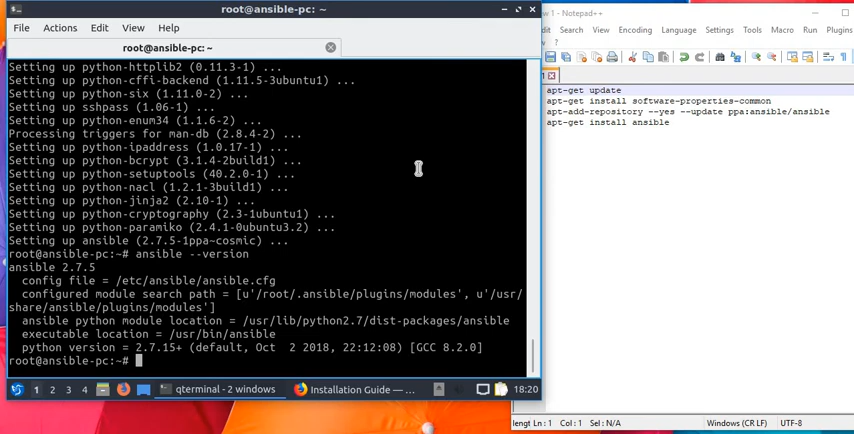 root@ansible-pc: ~
File Actions Edit View Help
root@ansible-pc: ~
Setting up python-httplib2 (0.11.3-1) ...
Setting up python-cffi-backend (1.11.5-3ubuntu1) ...
Setting up python-six (1.11.0-2) ...
Setting up sshpass (1.06-1) ...
Setting up python-enum34 (1.1.6-2) ...
Processing triggers for man-db (2.8.4-2) ...
Setting up python-ipaddress (1.0.17-1) ...
Setting up python-bcrypt (3.1.4-2build1) ...
Setting up python-setuptools (40.2.0-1) ...
Setting up python-nacl (1.2.1-3build1) ...
Setting up python-jinja2 (2.10-1) ...
Setting up python-cryptography (2.3-1ubuntu1) ...
Setting up python-paramiko (2.4.1-0ubuntu3.2) ...
Setting up ansible (2.7.5-1ppa~cosmic) ...
root@ansible-pc:~# ansible --version
ansible 2.7.5
config file = /etc/ansible/ansible.cfg
configured module search path = [u'/root/.ansible/plugins/modules', u'/usr/
share/ansible/plugins/modules']
ansible python module location = /usr/lib/python2.7/dist-packages/ansible
executable location = /usr/bin/ansible
python version = 2.7.15+ (default, Oct  2 2018, 22:12:08) [GCC 8.2.0]
root@ansible-pc:~#
1 2 3 4 qterminal - 2 windows Installation Guide — ... 18:20
w 1 - Notepad++
Edit Search View Encoding Language Settings Tools Macro Run Plugins
?
1
apt-get update
apt-get install software-properties-common
apt-add-repository --yes --update ppa:ansible/ansible
apt-get install ansible
lengt Ln : 1 Col : 1 Sel : N/A Windows (CR LF) UTF-8